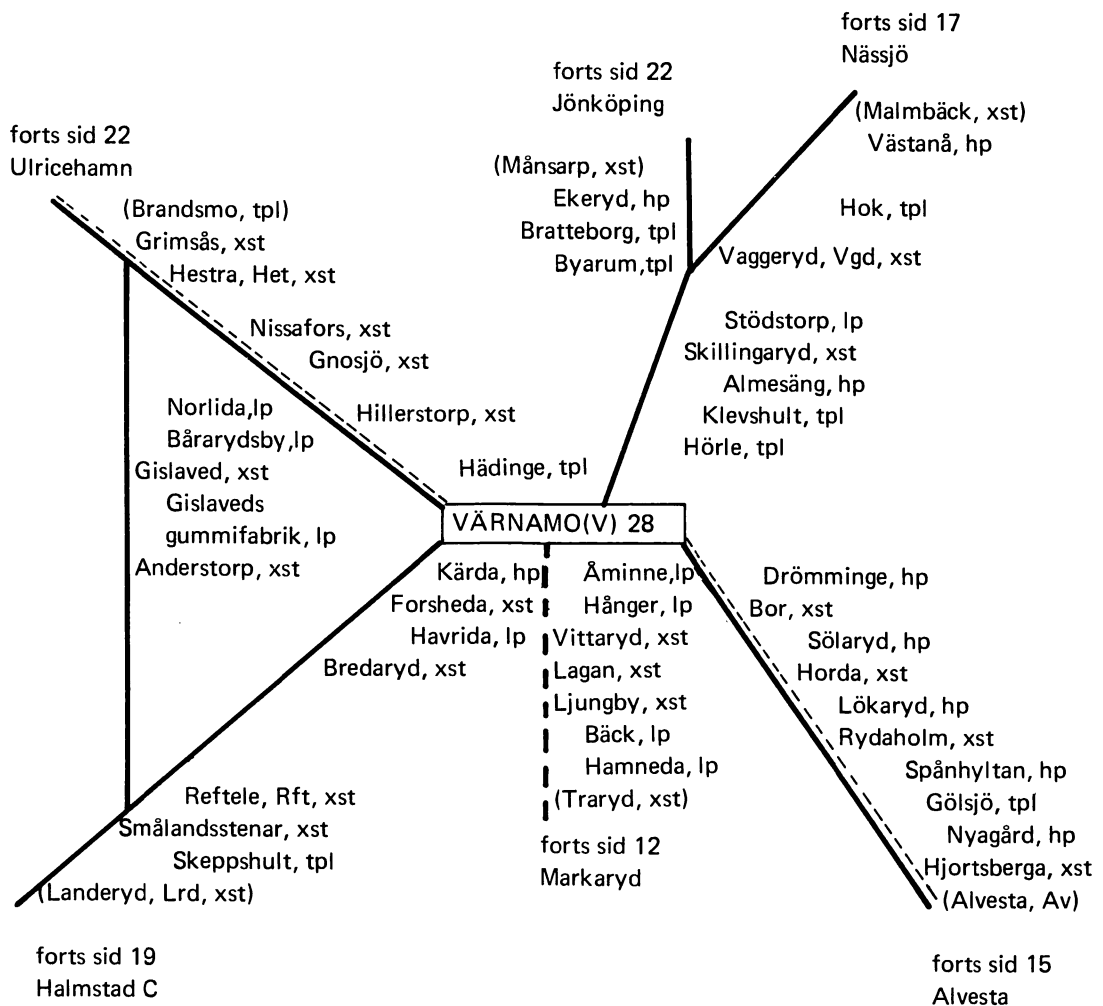 forts sid 17
Nässjö
forts sid 22
Jönköping
(Malmbäck, xst)
Västanå, hp
forts sid 22
Ulricehamn
(Månsarp, xst)
Ekeryd, hp
Bratteborg, tpl
Byarum,tpl
Hok, tpl
Vaggeryd, Vgd, xst
(Brandsmo, tpl)
Grimsås, xst
Hestra, Het, xst
Nissafors, xst
Gnosjö, xst
Hillerstorp, xst
Stödstorp, lp
Skillingaryd, xst
Almesäng, hp
Klevshult, tpl
Hörle, tpl
Norlida,lp
Bårarydsby,lp
Gislaved, xst
Gislaveds
gummifabrik, lp
Anderstorp, xst
Hädinge, tpl
VÄRNAMO(V) 28
Kärda, hp
Forsheda, xst
Havrida, lp
Bredaryd, xst
Åminne,lp
Hånger, lp
Vittaryd, xst
Lagan, xst
Ljungby, xst
Bäck, lp
Hamneda, lp
(Traryd, xst)
forts sid 12
Markaryd
Drömminge, hp
Bor, xst
Sölaryd, hp
Horda, xst
Lökaryd, hp
Rydaholm, xst
Spånhyltan, hp
Gölsjö, tpl
Nyagård, hp
Hjortsberga, xst
(Alvesta, Av)
Reftele, Rft, xst
Smålandsstenar, xst
Skeppshult, tpl
(Landeryd, Lrd, xst)
forts sid 19
Halmstad C
forts sid 15
Alvesta